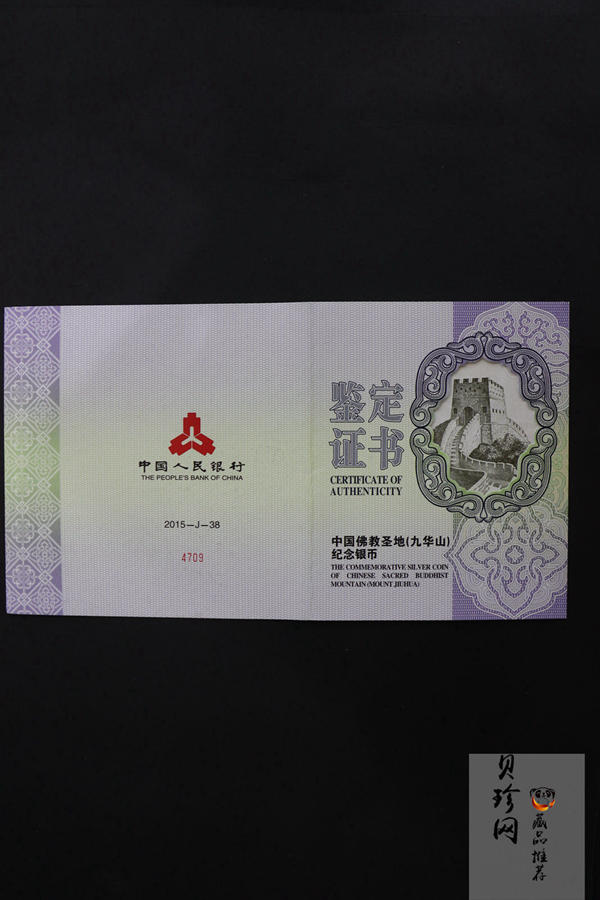 中国人民银行
THE PEOPLE'S BANK OF CHINA
2015-J-38
4709
鉴定
证书
CERTIFICATE OF
AUTHENTICITY
中国佛教圣地(九华山)
纪念银币
THE COMMEMORATIVE SILVER COIN
OF CHINESE SACRED BUDDHIST
MOUNTAIN (MOUNT JIUHUA)
贝珍网
藏品推荐